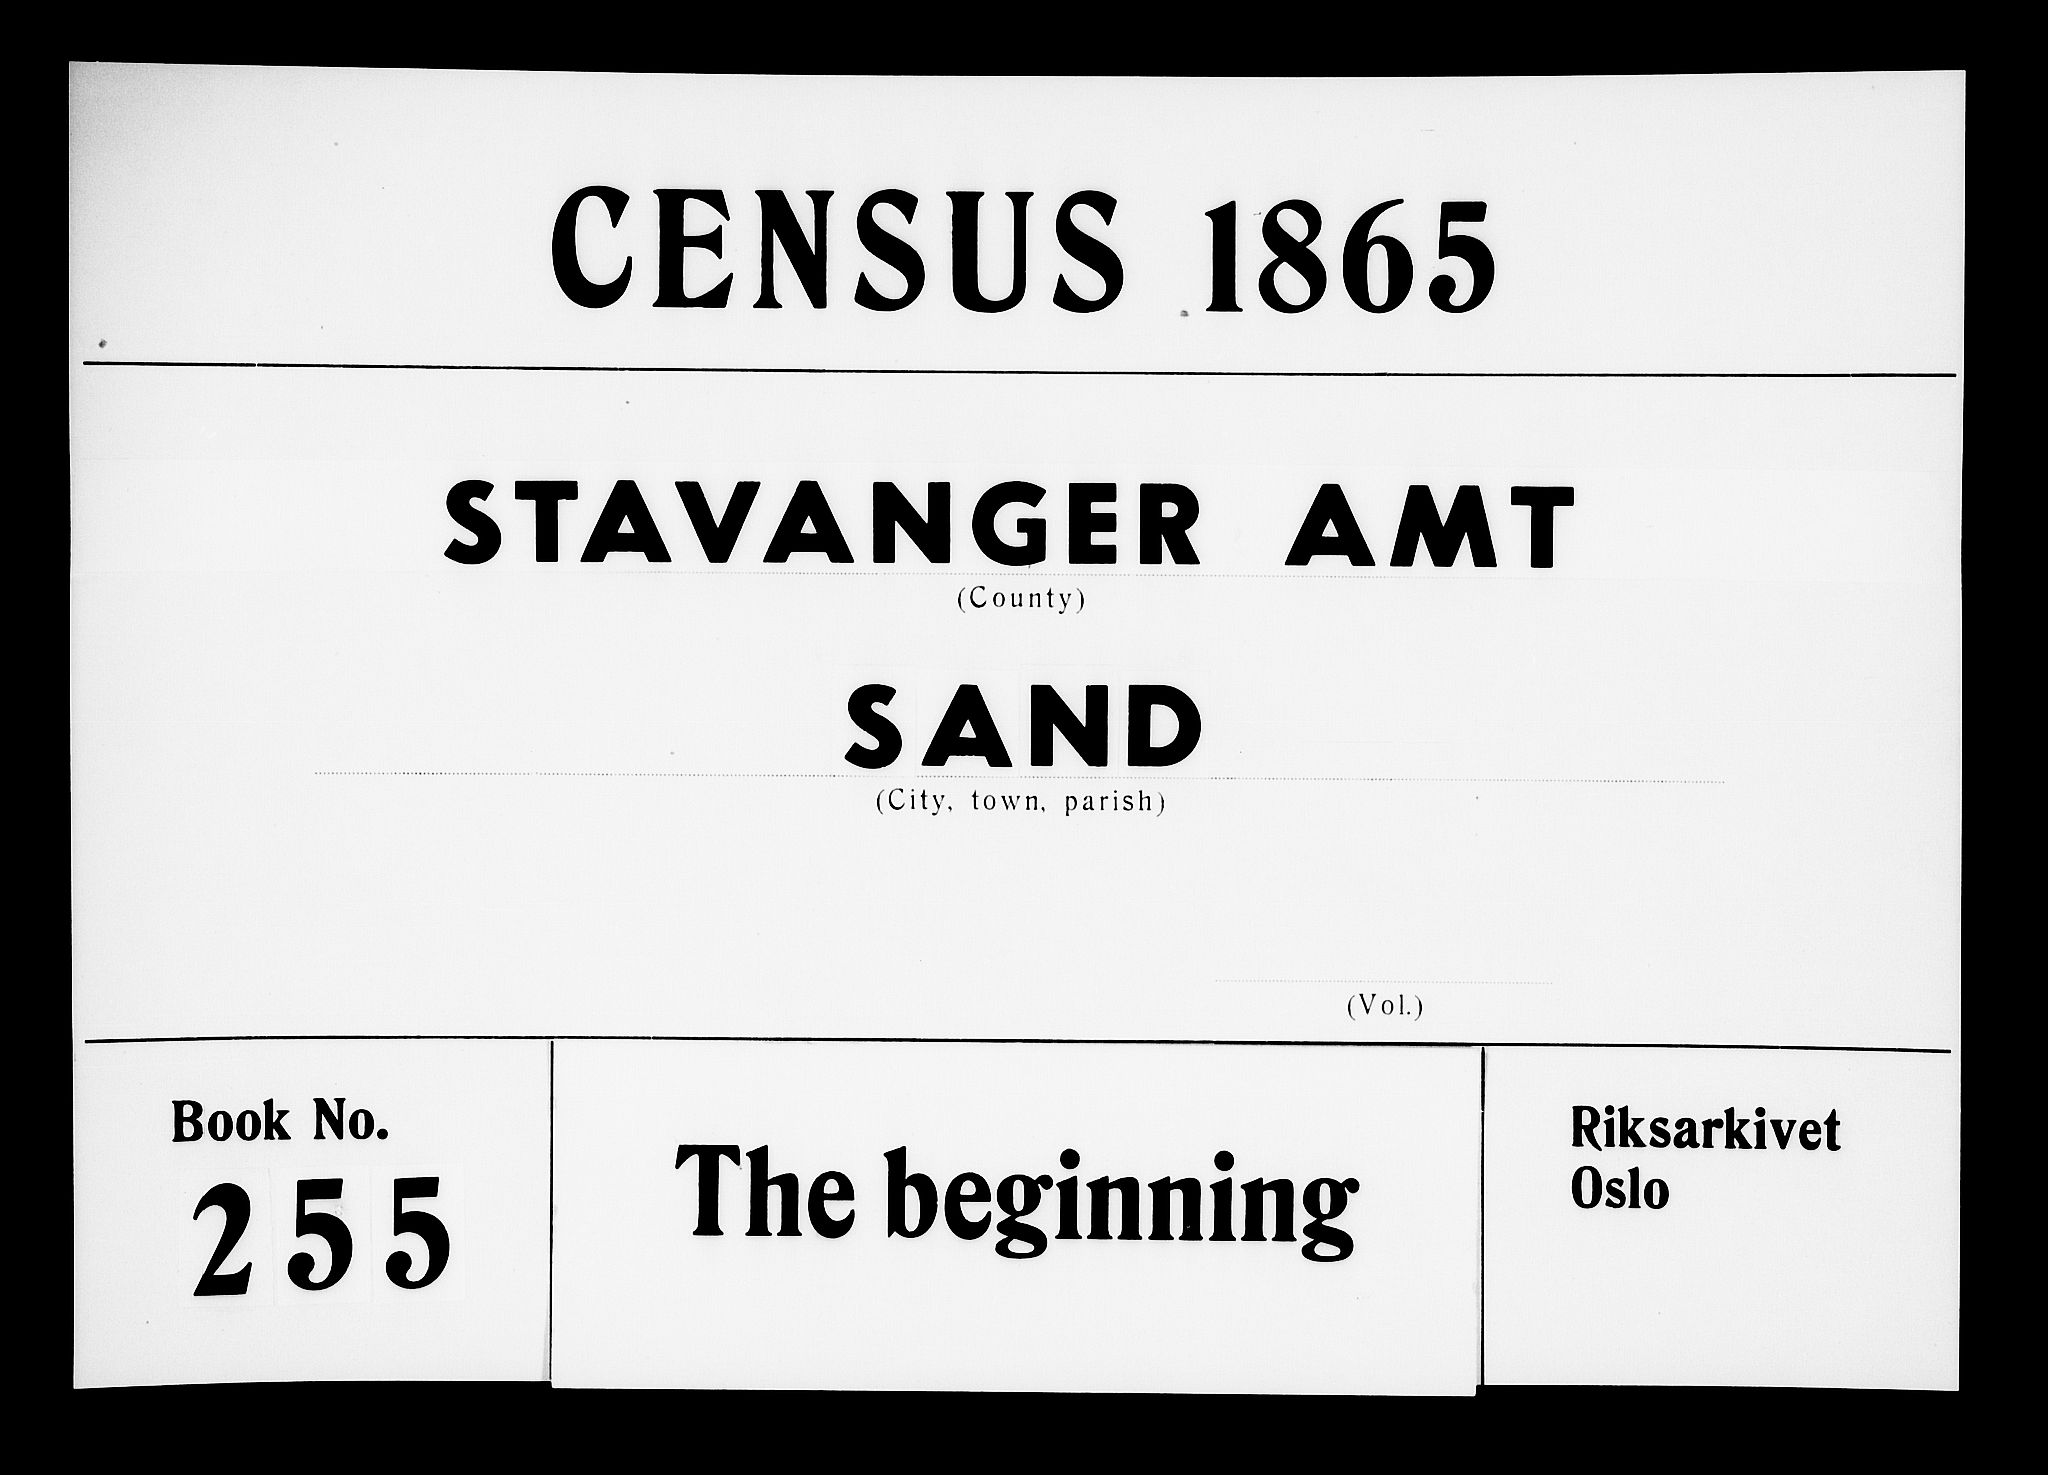 CENSUS 1865
STAVANGER AMT
(County)
SAND
(City, town, parish)
(Vol.)
Book No.
255
The beginning
Riksarkivet
Oslo